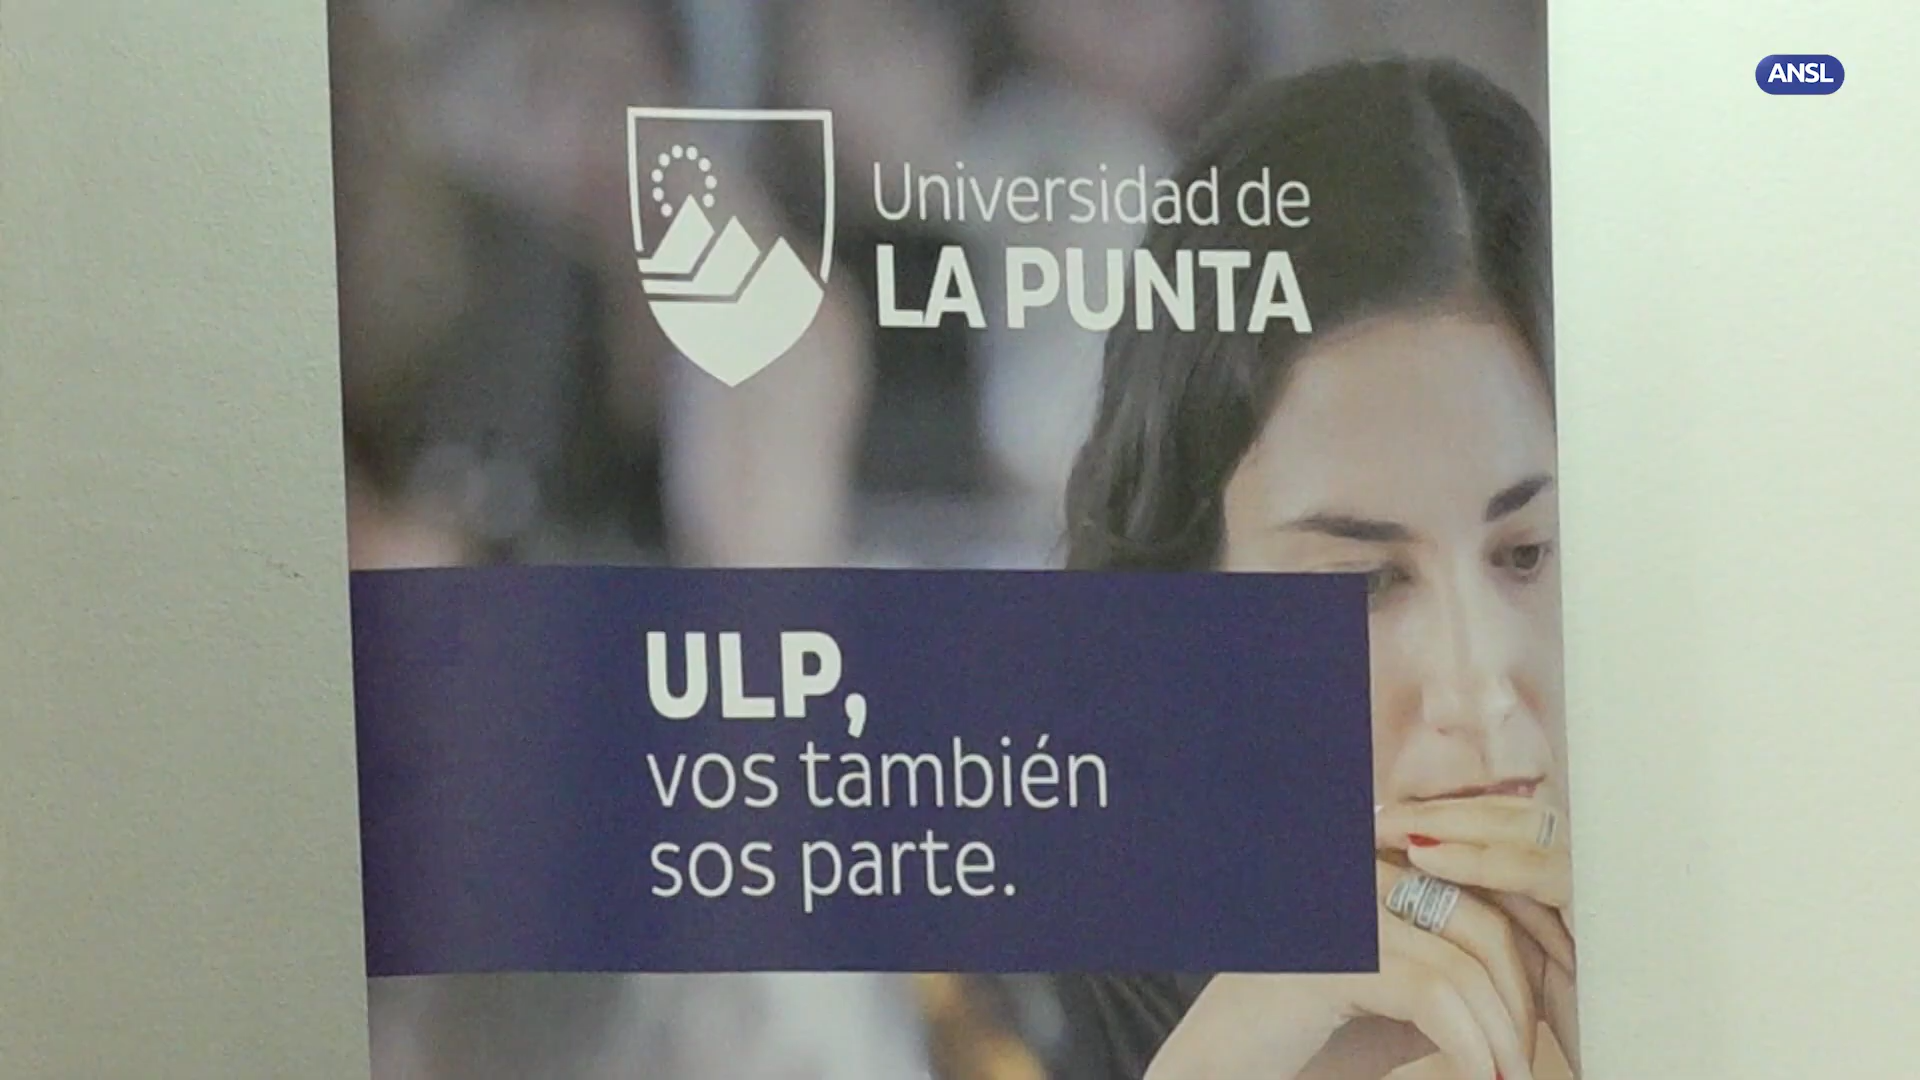 ANSL
Universidad de
LA PUNTA
ULP,
vos también
sos parte.